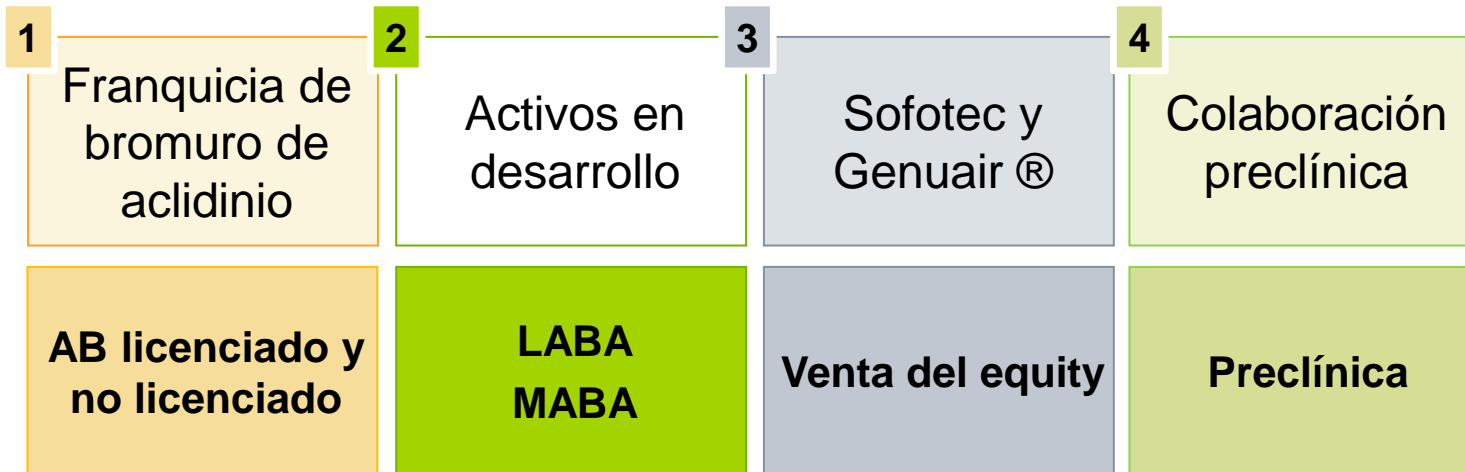 1
Franquicia de
bromuro de
aclidinio
AB licenciado y
no licenciado
2
Activos en
desarrollo
LABA
MABA
3
Sofotec y
Genuair ®
Venta del equity
4
Colaboración
preclínica
Preclínica